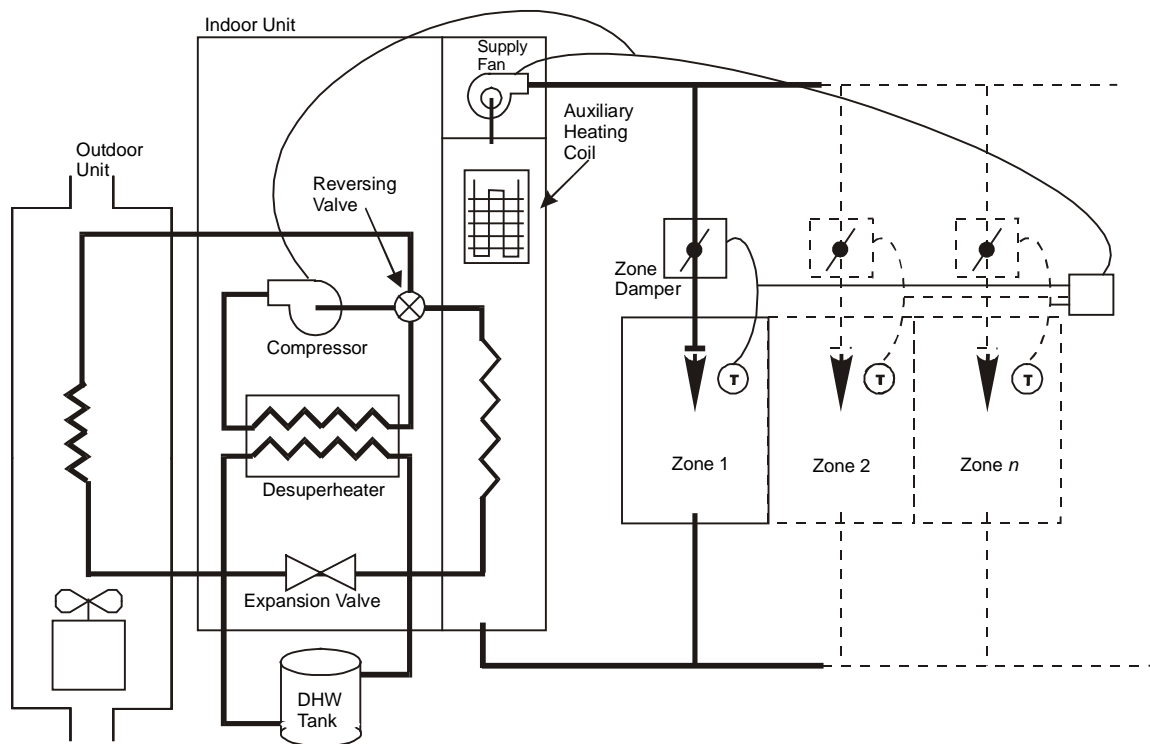 Indoor Unit
Supply
Fan
Auxiliary
Heating
Coil
Outdoor
Unit
Reversing
Valve
Zone
Damper
Compressor
T
T
T
Zone 1
Zone 2
Zone n
Desuperheater
Expansion Valve
DHW
Tank